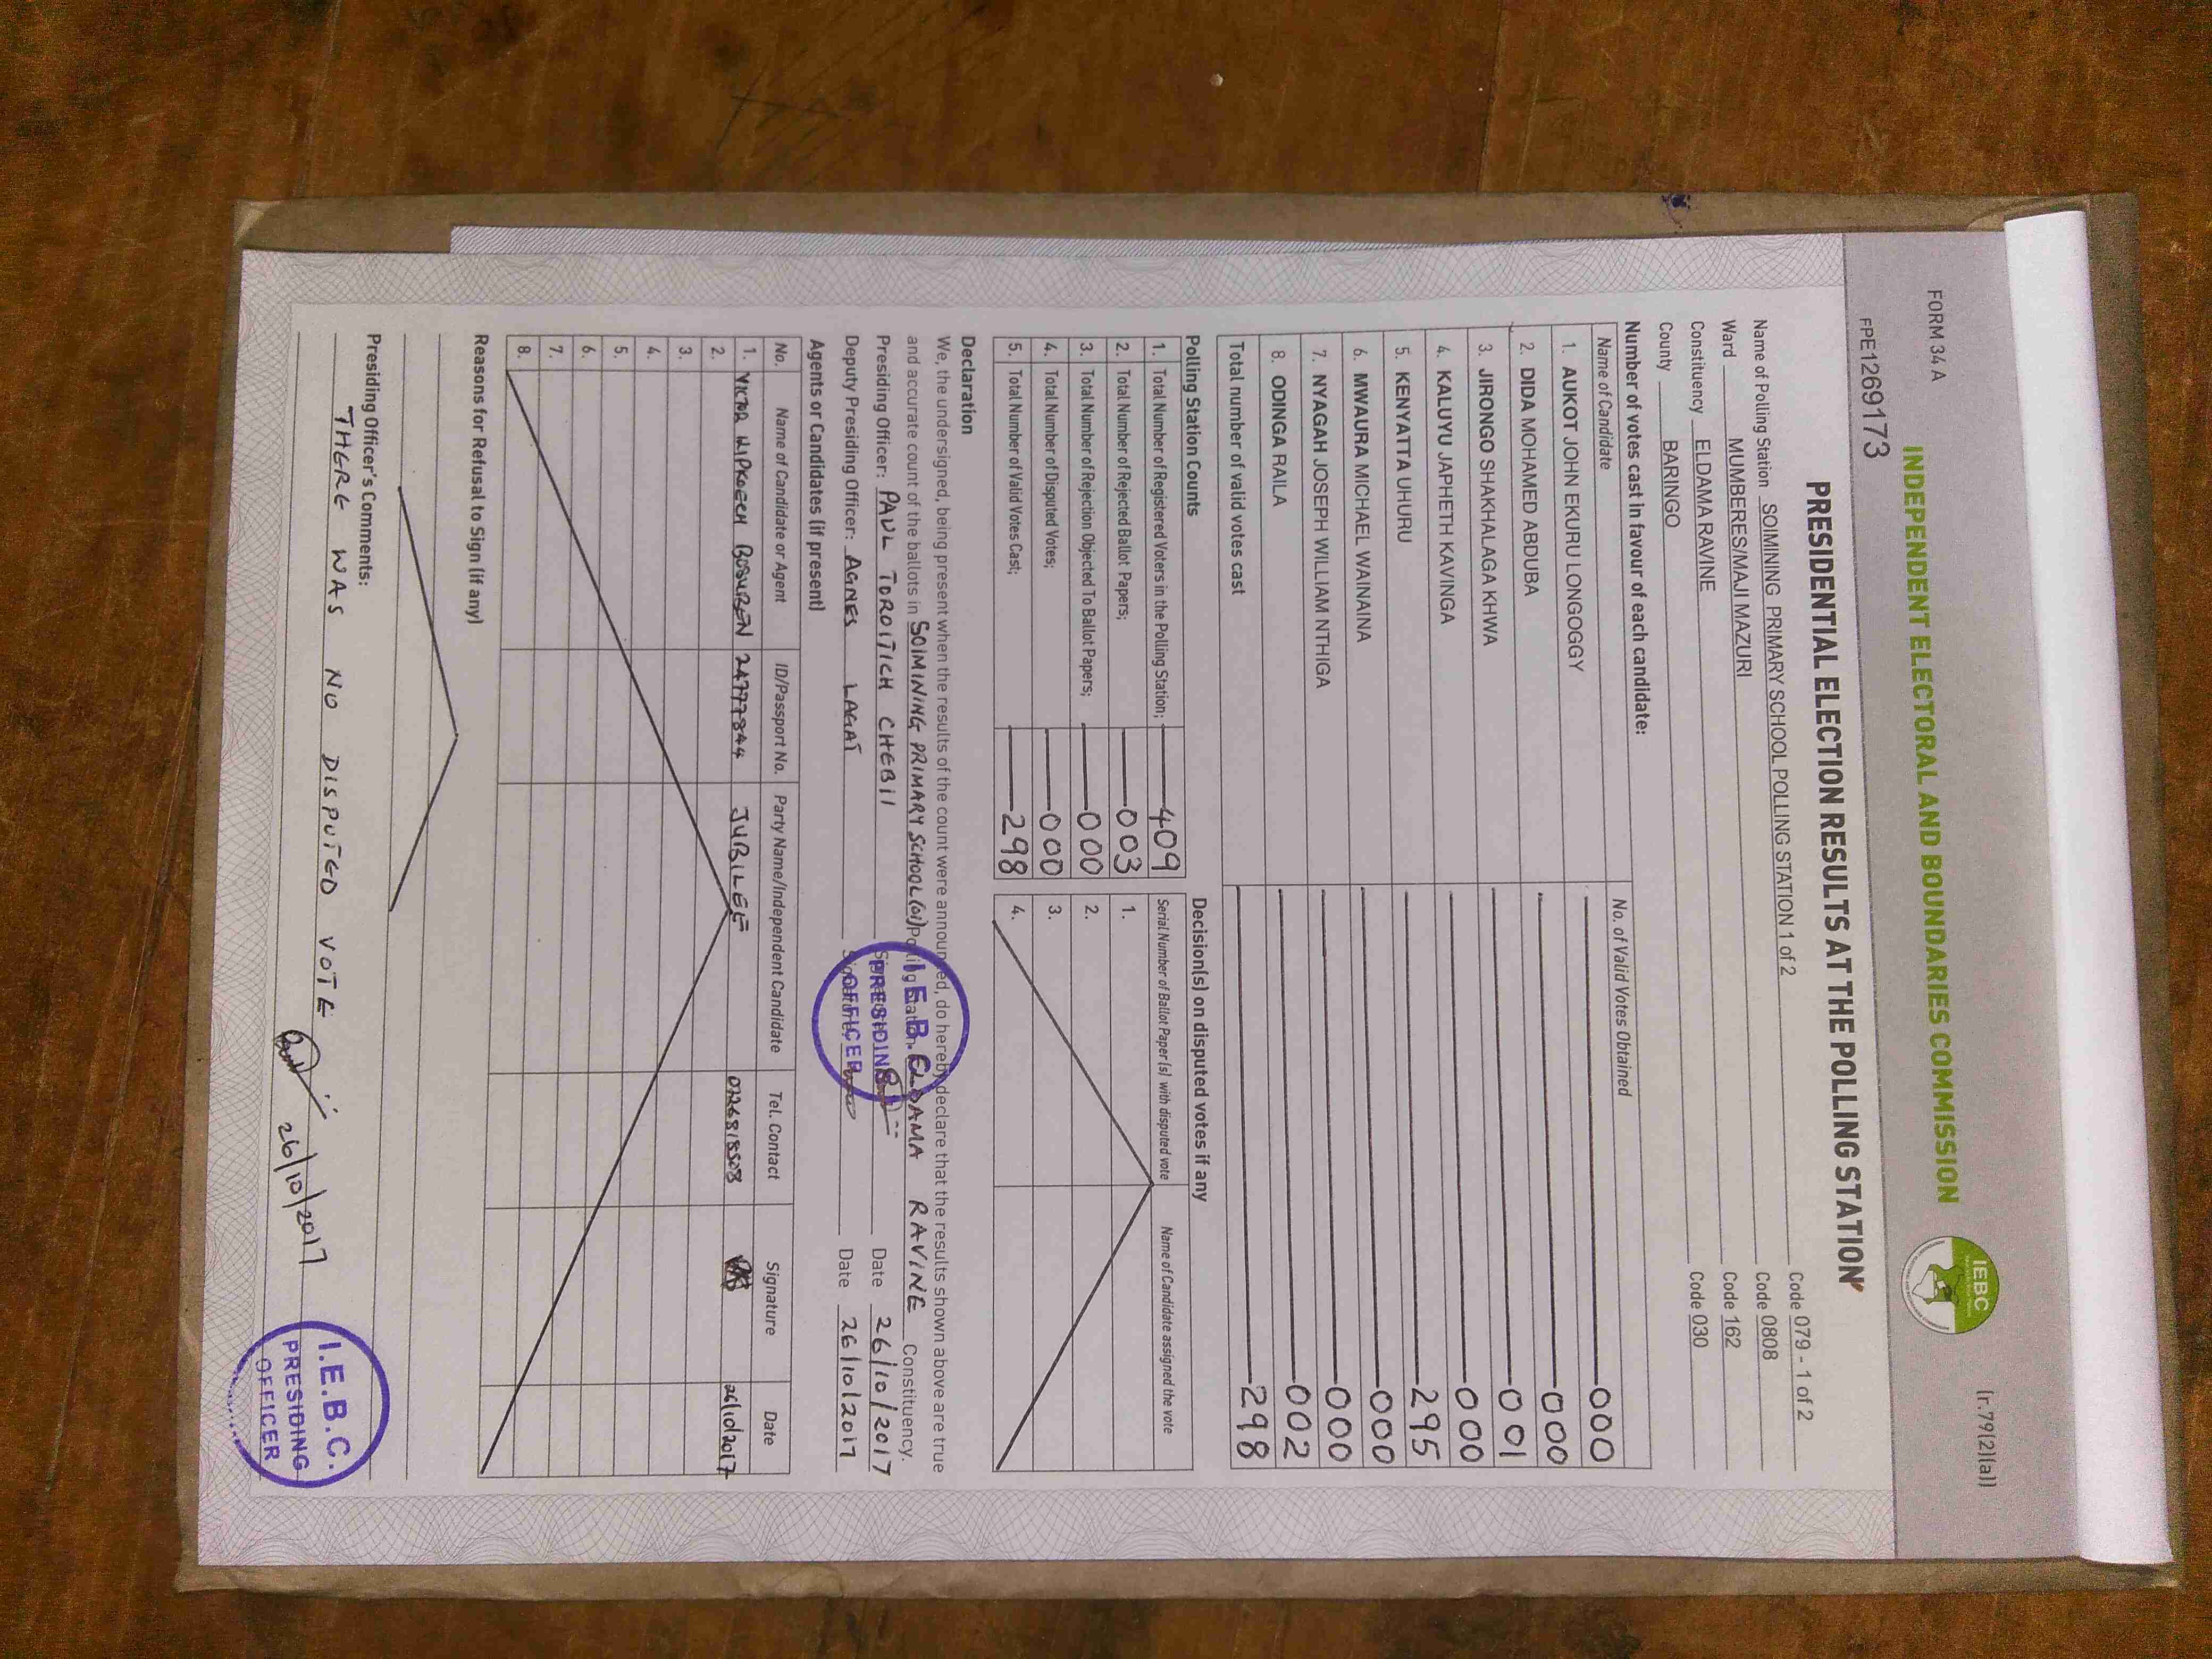 FORM 34A
(r.79(2)(a))
INDEPENDENT ELECTORAL AND BOUNDARIES COMMISSION
IEBC
FPE1269173
PRESIDENTIAL ELECTION RESULTS AT THE POLLING STATION
Name of Polling Station SOIMINING PRIMARY SCHOOL POLLING STATION 1 of 2 Code 079 - 1 of 2
Ward MUMBERES/MAJI MAZURI Code 0808
Constituency ELDAMA RAVINE Code 162
County BARINGO Code 030
Number of votes cast in favour of each candidate:
Name of Candidate No. of Valid Votes Obtained
1. AUKOT JOHN EKURU LONGOGGY 000
2. DIDA MOHAMED ABDUBA 000
3. JIRONGO SHAKHALAGA KHWA 001
4. KALUYU JAPHETH KAVINGA 000
5. KENYATTA UHURU 295
6. MWAURA MICHAEL WAINAINA 000
7. NYAGAH JOSEPH WILLIAM NTHIGA 000
8. ODINGA RAILA 002
Total number of valid votes cast 298
Polling Station Counts
1. Total Number of Registered Voters in the Polling Station; 409
2. Total Number of Rejected Ballot Papers; 003
3. Total Number of Rejection Objected To Ballot Papers; 000
4. Total Number of Disputed Votes; 000
5. Total Number of Valid Votes Cast; 298
Decision(s) on disputed votes if any
Serial Number of Ballot Paper(s) with disputed vote Name of Candidate assigned the vote
1.
2.
3.
4.
Declaration
We, the undersigned, being present when the results of the count were announced, do hereby declare that the results shown above are true
and accurate count of the ballots in SOIMINING PRIMARY SCHOOL (01) Polling Station ELDAMA RAVINE Constituency.
Presiding Officer: PAUL TOROITICH CHEBII Date 26/10/2017
Deputy Presiding Officer: AGNES LAGAT Signature Date 26/10/2017
I.E.B.C.
PRESIDING
OFFICER
Agents or Candidates (if present)
No. Name of Candidate or Agent ID/Passport No. Party Name/Independent Candidate Tel. Contact Signature Date
1. VICTOR KIPKOECH BOSUREN 24777844 JUBILEE 0726818508 26/10/2017
2.
3.
4.
5.
6.
7.
8.
Reasons for Refusal to Sign (if any)
Presiding Officer's Comments:
THERE WAS NO DISPUTED VOTE
26/10/2017
I.E.B.C.
PRESIDING
OFFICER